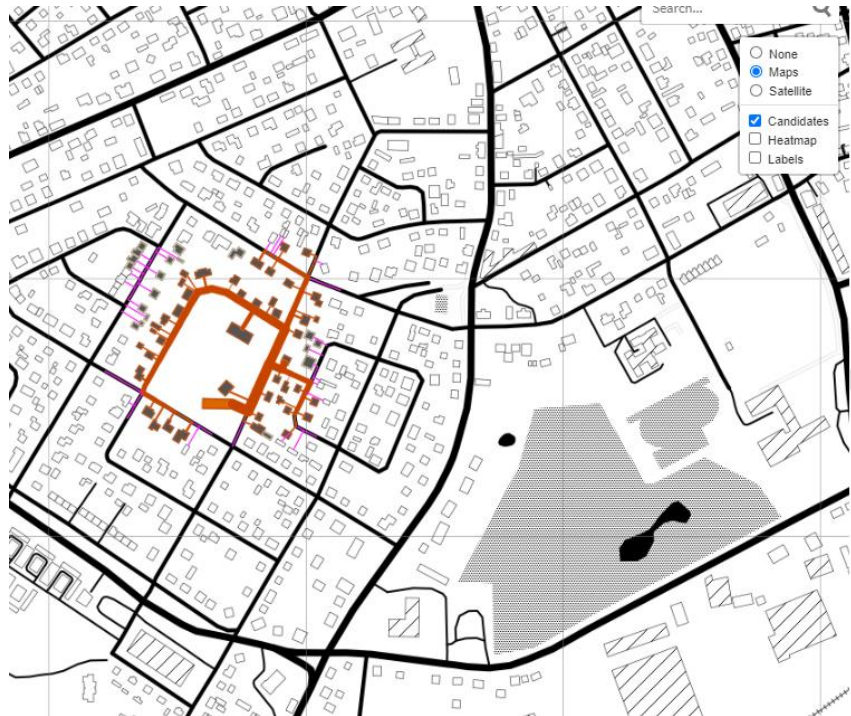 Search...
None
Maps
Satellite
Candidates
Heatmap
Labels